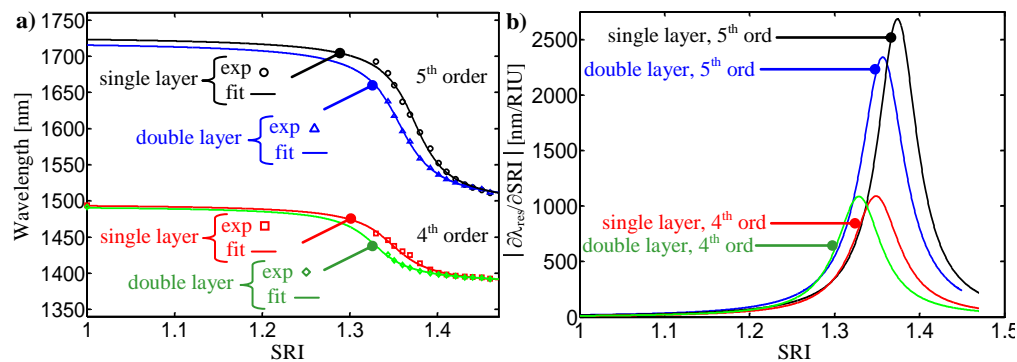 a)
Wavelength [nm]
1750
1700
1650
1600
1550
1500
1450
1400
1350
single layer { exp
fit
5th order
double layer { exp
fit
single layer { exp
fit
4th order
double layer { exp
fit
1 1.1 1.2 1.3 1.4
SRI
b)
| ∂λres/∂SRI | [nm/RIU]
2500
2000
1500
1000
500
0
single layer, 5th ord
double layer, 5th ord
single layer, 4th ord
double layer, 4th ord
1 1.1 1.2 1.3 1.4 1.5
SRI